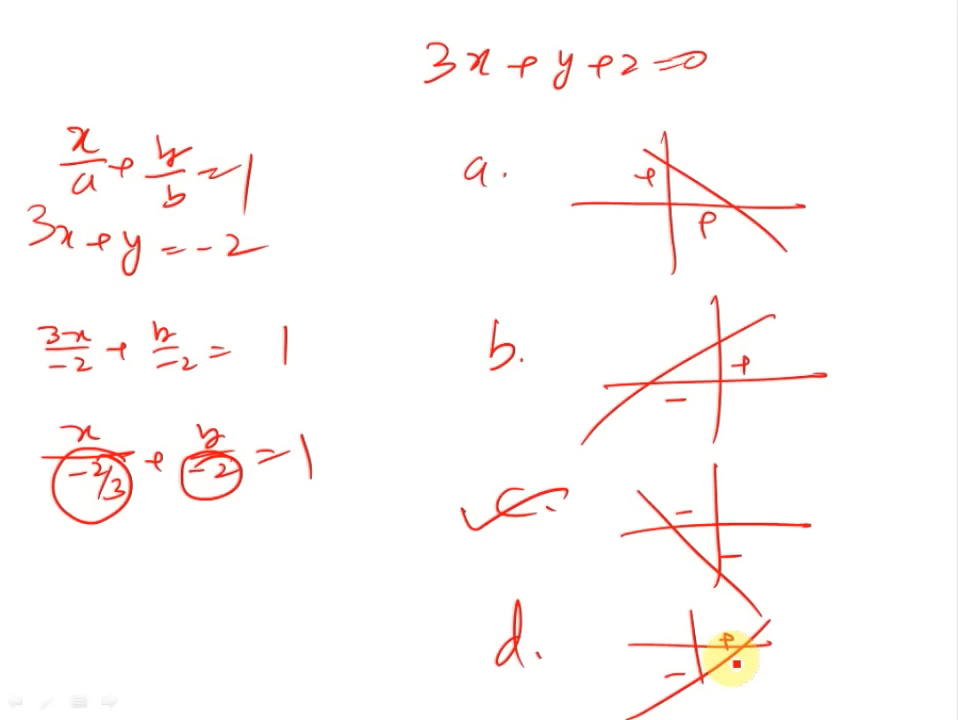 3x + y + 2 = 0
x/a + y/b = 1
3x + y = -2
3x/-2 + y/-2 = 1
x/-2/3 + y/-2 = 1
a.
+
+
b.
+
-
c.
-
-
d.
+
-